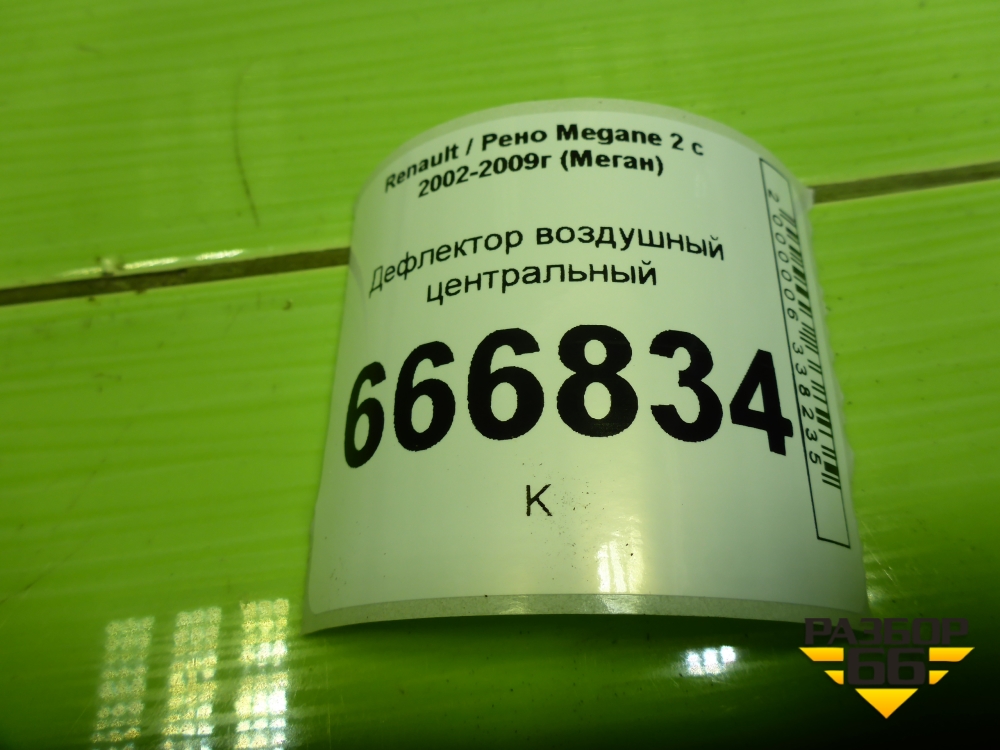 Renault / Рено Megane 2 с
2002-2009г (Меган)
Дефлектор воздушный
центральный
666834
К
2000006338235
РАЗБОР
66